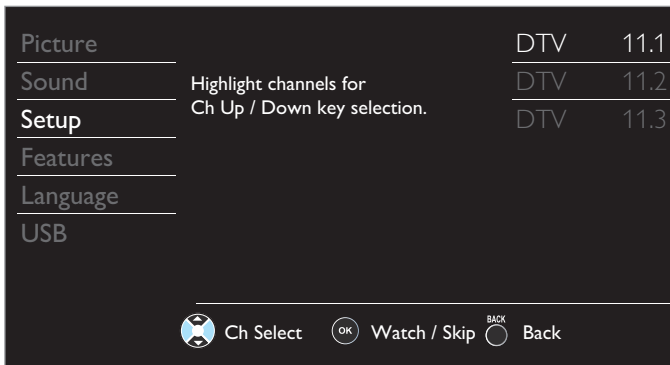 Picture
Sound
Setup
Features
Language
USB
Highlight channels for
Ch Up / Down key selection.
DTV 11.1
DTV 11.2
DTV 11.3
Ch Select
OK
Watch / Skip
BACK
Back